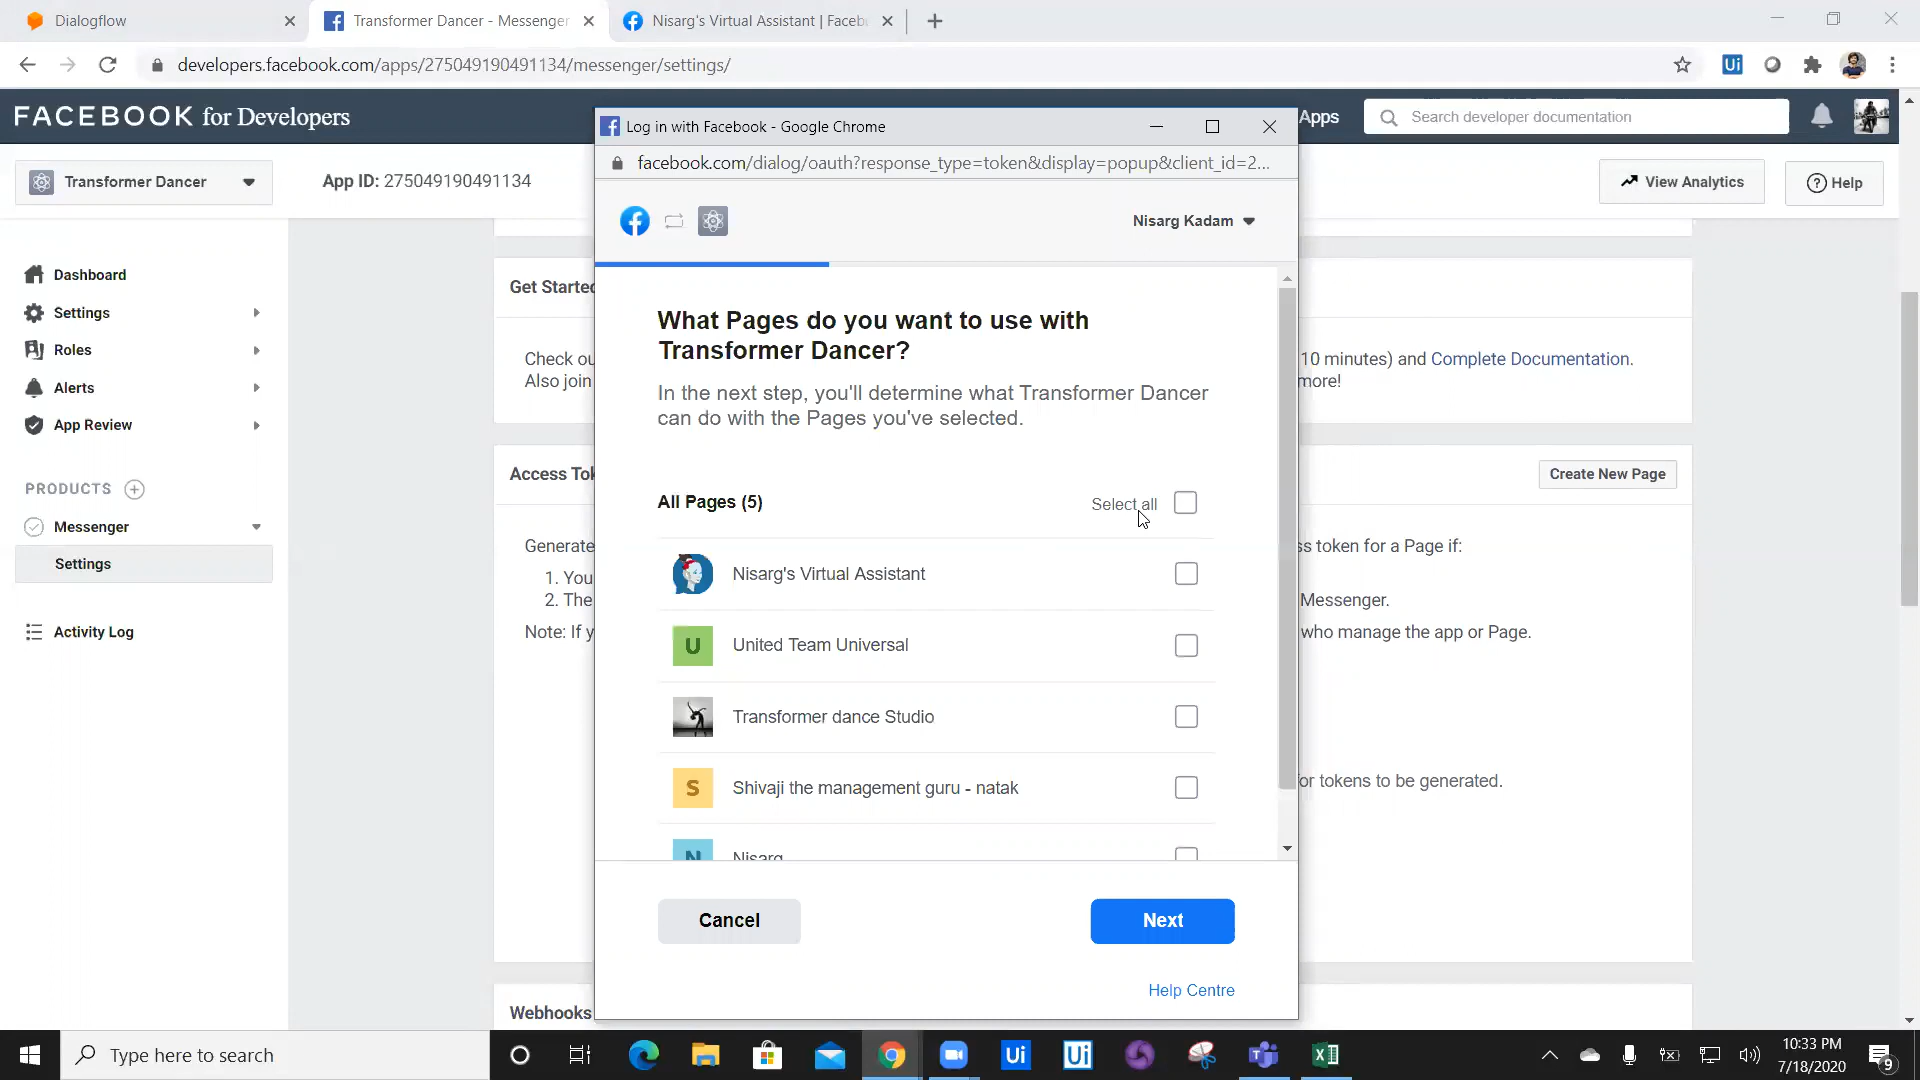 Dialogflow
Transformer Dancer - Messenger
Nisarg's Virtual Assistant | Faceb
developers.facebook.com/apps/275049190491134/messenger/settings/
Ui
FACEBOOK for Developers
Apps
Search developer documentation
Transformer Dancer
App ID: 275049190491134
View Analytics
Help
Dashboard
Settings
Roles
Alerts
App Review
PRODUCTS
Messenger
Settings
Activity Log
Get Started
Check ou
Also join
10 minutes) and Complete Documentation.
more!
Access Tok
Create New Page
Generate
ss token for a Page if:
1. You
2. The
Messenger.
Note: If y
who manage the app or Page.
for tokens to be generated.
Webhooks
Log in with Facebook - Google Chrome
facebook.com/dialog/oauth?response_type=token&display=popup&client_id=2...
Nisarg Kadam
What Pages do you want to use with
Transformer Dancer?
In the next step, you'll determine what Transformer Dancer
can do with the Pages you've selected.
All Pages (5)
Select all
Nisarg's Virtual Assistant
U
United Team Universal
Transformer dance Studio
S
Shivaji the management guru - natak
N
Nisarg
Cancel
Next
Help Centre
Type here to search
Ui
Ui
10:33 PM
7/18/2020
9